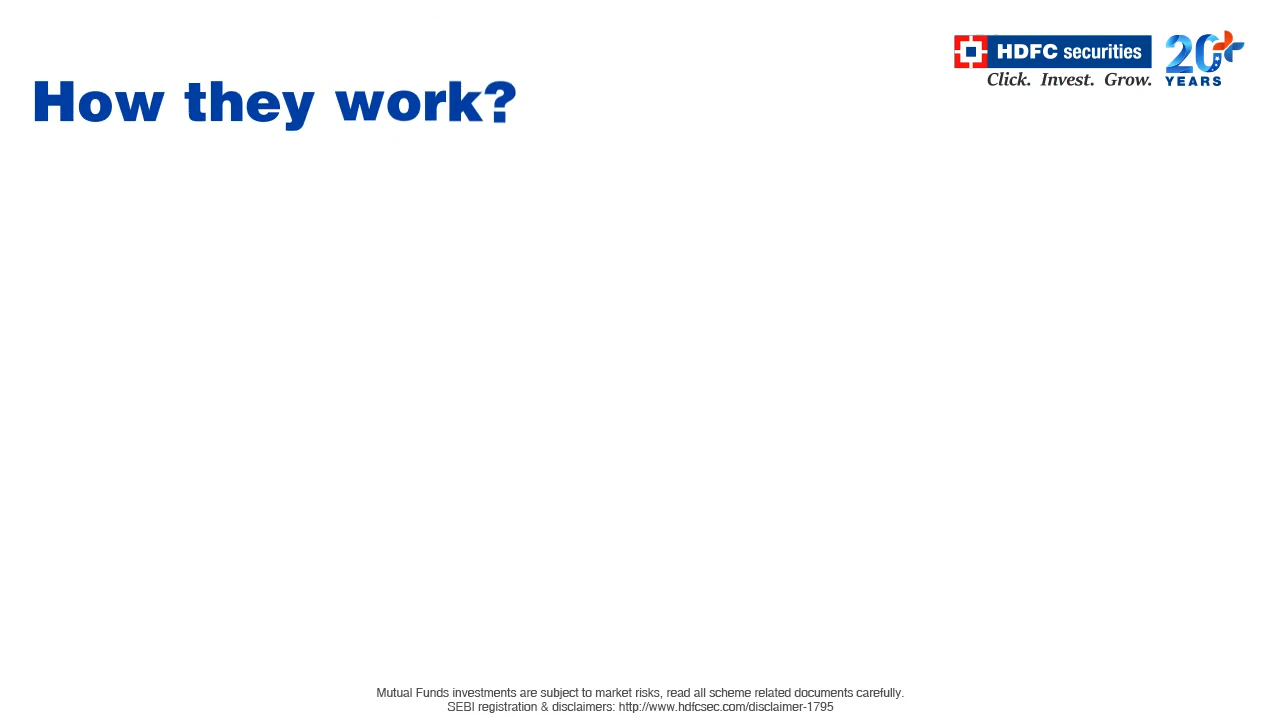 How they work?
HDFC securities
Click. Invest. Grow.
20+
YEARS
Mutual Funds investments are subject to market risks, read all scheme related documents carefully.
SEBI registration & disclaimers: http://www.hdfcsec.com/disclaimer-1795